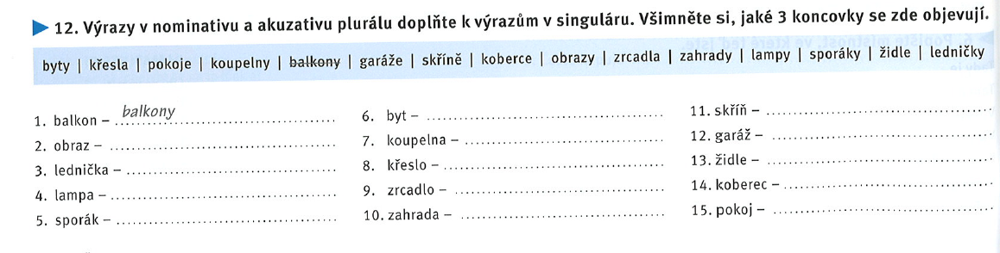 ▶ 12. Výrazy v nominativu a akuzativu plurálu doplňte k výrazům v singuláru. Všimněte si, jaké 3 koncovky se zde objevují.
byty | křesla | pokoje | koupelny | balkony | garáže | skříně | koberce | obrazy | zrcadla | zahrady | lampy | sporáky | židle | ledničky
1. balkon – balkony
2. obraz – ........................
3. lednička – ........................
4. lampa – ........................
5. sporák – ........................
6. byt – ........................
7. koupelna – ........................
8. křeslo – ........................
9. zrcadlo – ........................
10. zahrada – ........................
11. skříň – ........................
12. garáž – ........................
13. židle – ........................
14. koberec – ........................
15. pokoj – ........................